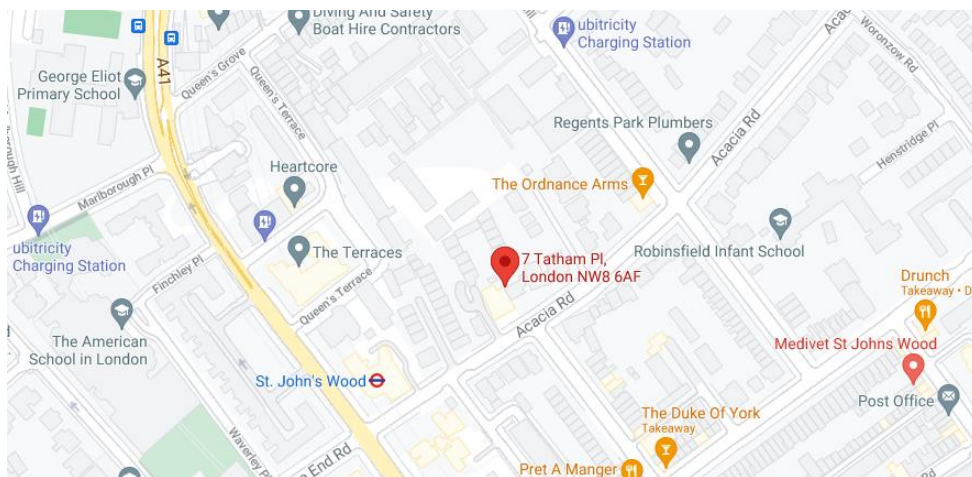 Diving And Safety
Boat Hire Contractors
ubitricity
Charging Station
Acacia Rd
Woronzow Rd
A41
Queen's Grove
George Eliot
Primary School
Queen's Terrace
Regents Park Plumbers
Acacia Rd
Henstridge Pl
Heartcore
Marlborough Pl
The Ordnance Arms
ubitricity
Charging Station
The Terraces
Finchley Pl
7 Tatham Pl,
London NW8 6AF
Robinsfield Infant School
Drunch
Takeaway • D
Queen's Terrace
Acacia Rd
The American
School in London
Medivet St Johns Wood
St. John's Wood
Post Office
The Duke Of York
Takeaway
Waverley Pl
End Rd
Pret A Manger